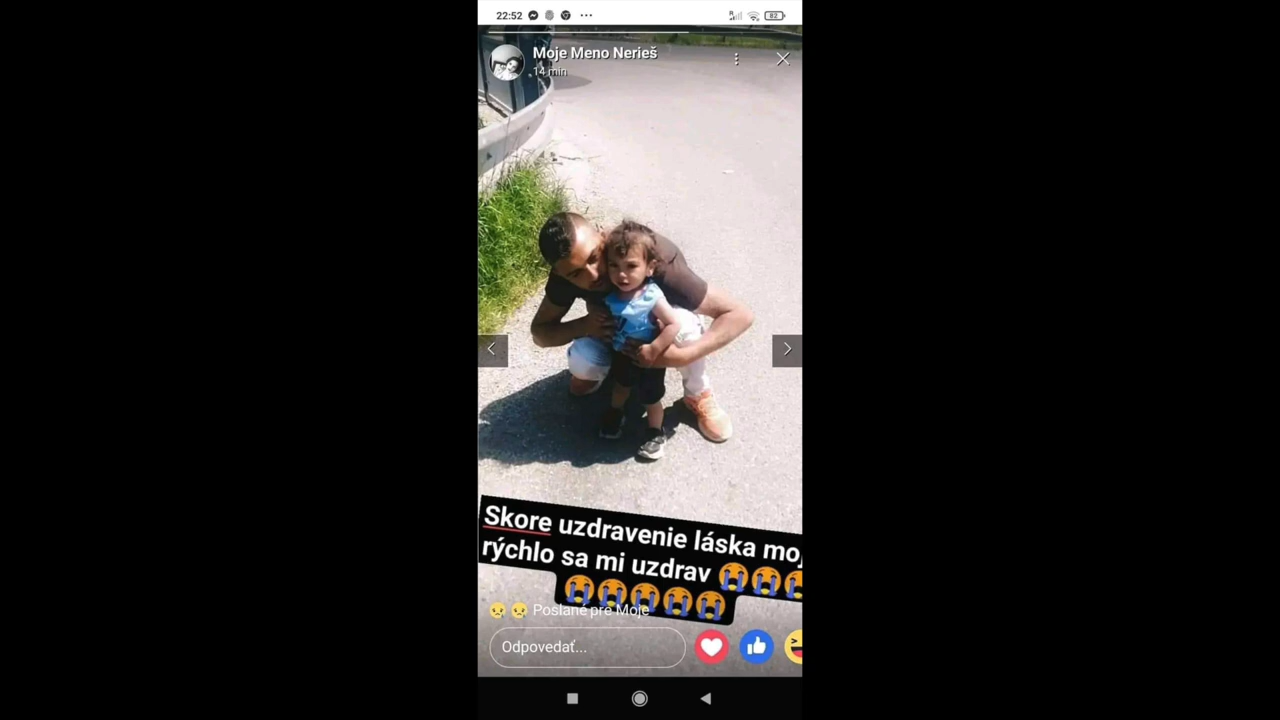 22:52
R
82
Moje Meno Nerieš
14 min
Skore uzdravenie láska moj
rýchlo sa mi uzdrav 😭😭😭
😭😭😭😭😭
😢 😢 Poslané pre Moje
Odpovedať...